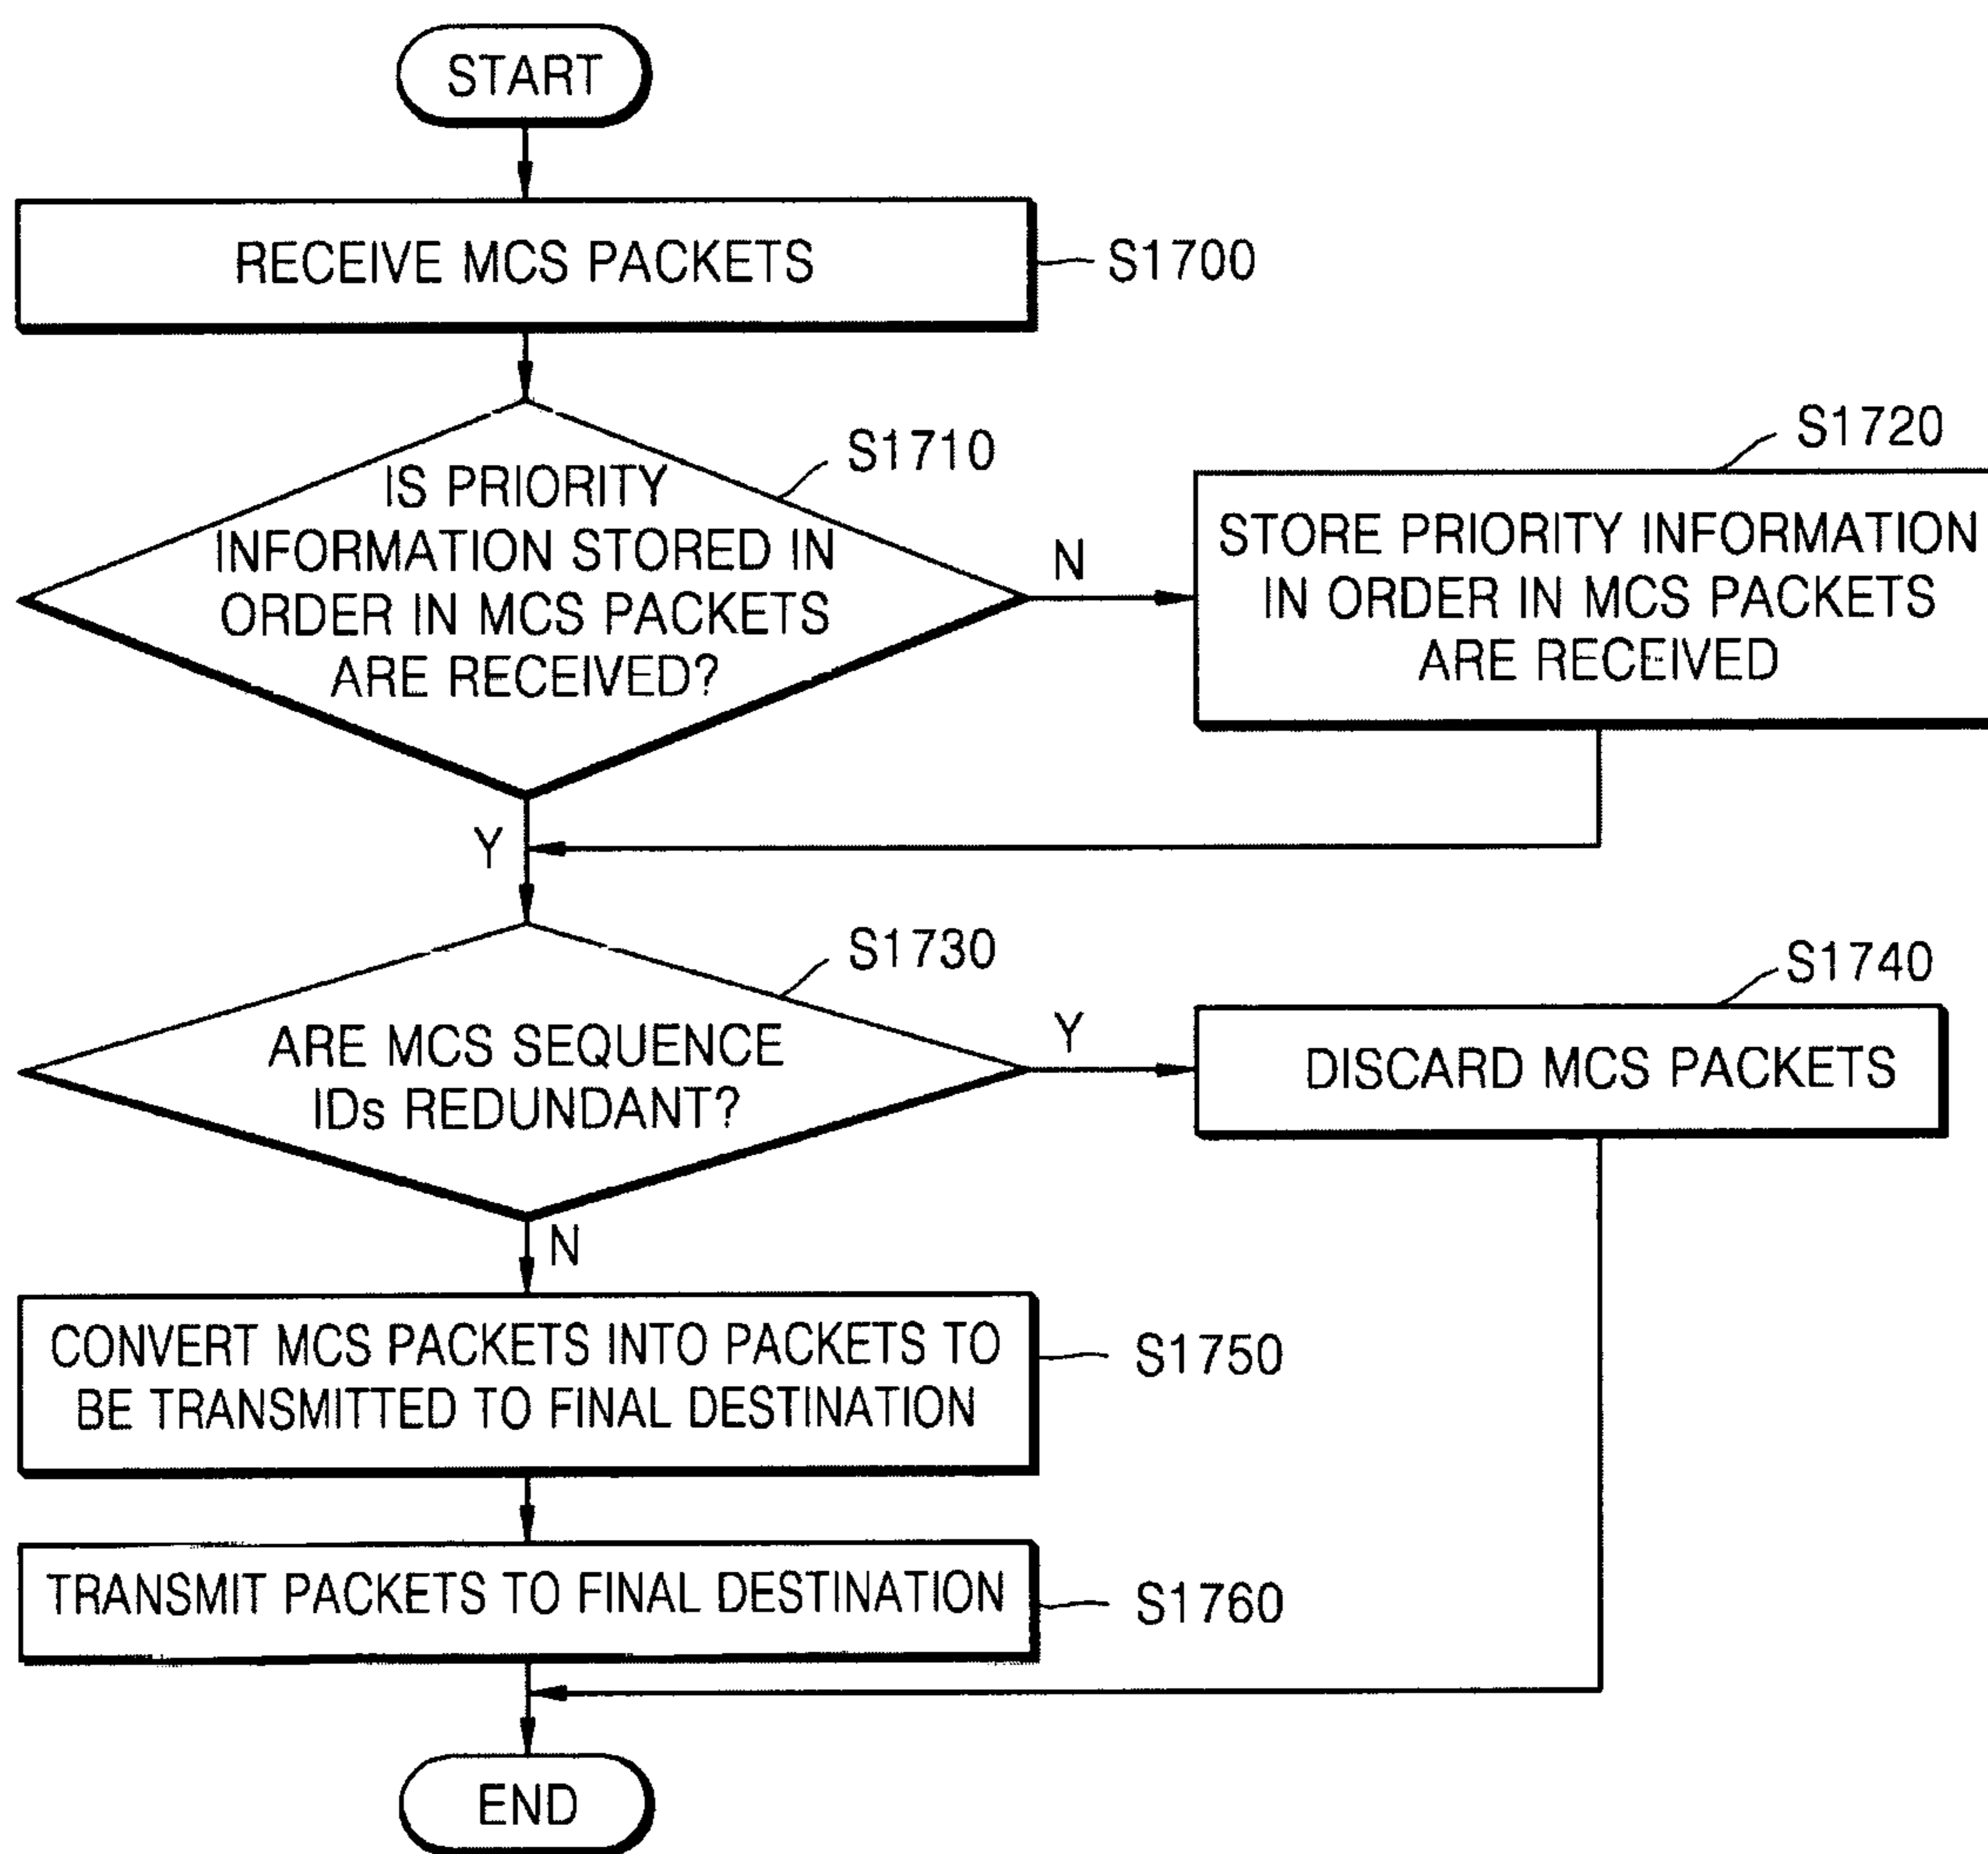 START
RECEIVE MCS PACKETS
S1700
S1710
IS PRIORITY
INFORMATION STORED IN
ORDER IN MCS PACKETS
ARE RECEIVED?
N
S1720
STORE PRIORITY INFORMATION
IN ORDER IN MCS PACKETS
ARE RECEIVED
Y
S1730
ARE MCS SEQUENCE
IDs REDUNDANT?
Y
S1740
DISCARD MCS PACKETS
N
CONVERT MCS PACKETS INTO PACKETS TO
BE TRANSMITTED TO FINAL DESTINATION
S1750
TRANSMIT PACKETS TO FINAL DESTINATION
S1760
END